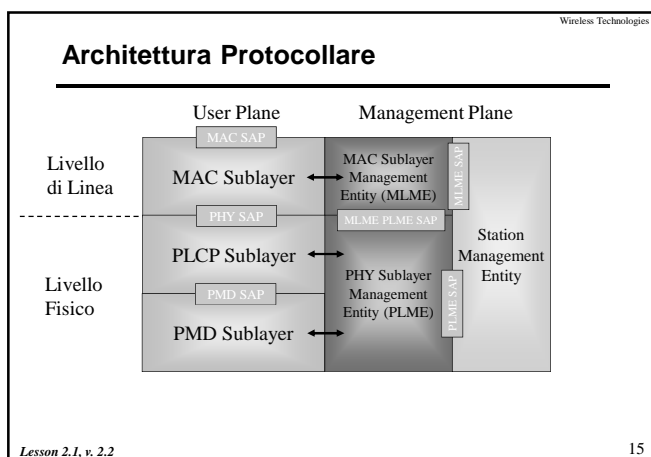 Wireless Technologies
Architettura Protocollare
User Plane
Management Plane
MAC SAP
Livello
di Linea
MAC Sublayer
MAC Sublayer
Management
Entity (MLME)
MLME SAP
PHY SAP
MLME PLME SAP
PLCP Sublayer
Station
Management
Entity
Livello
Fisico
PMD SAP
PHY Sublayer
Management
Entity (PLME)
PLME SAP
PMD Sublayer
Lesson 2.1, v. 2.2
15